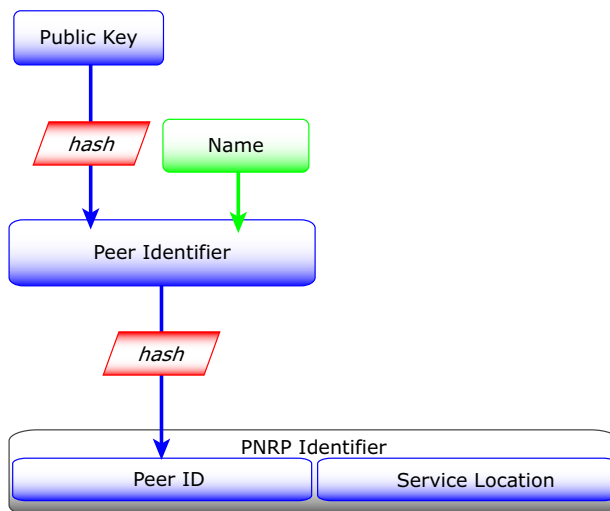 Public Key
hash
Name
Peer Identifier
hash
PNRP Identifier
Peer ID
Service Location